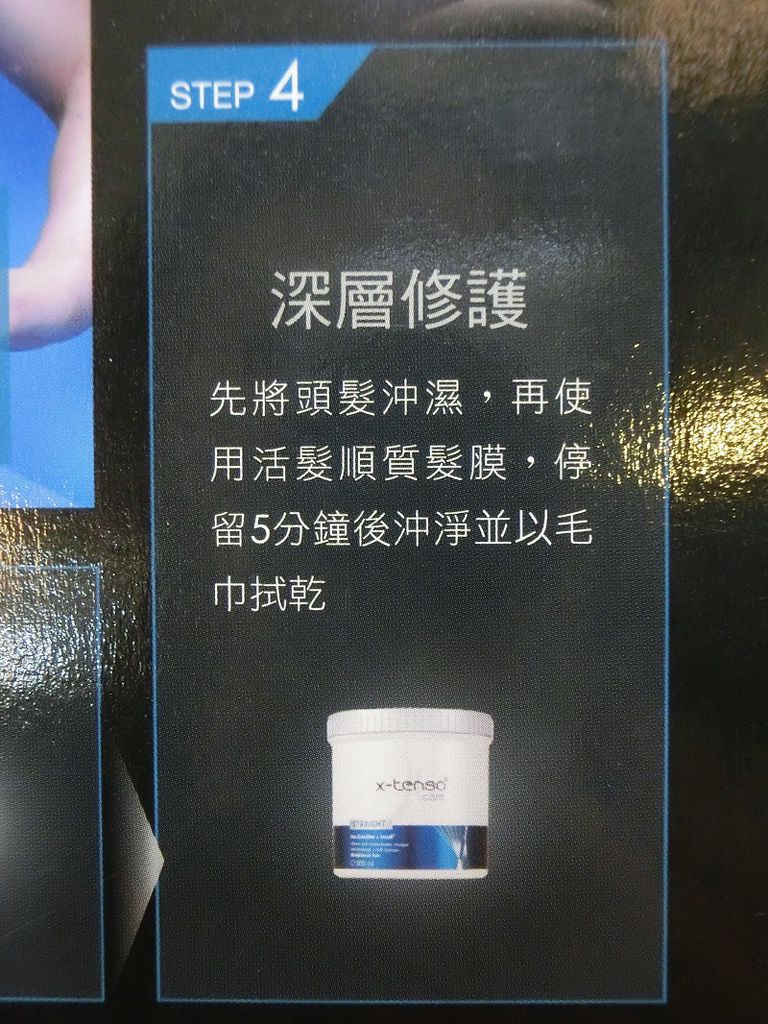 STEP 4
深層修護
先將頭髮沖濕，再使
用活髮順質髮膜，停
留5分鐘後沖淨並以毛
巾拭乾
x-tenso
care
STRAIGHT